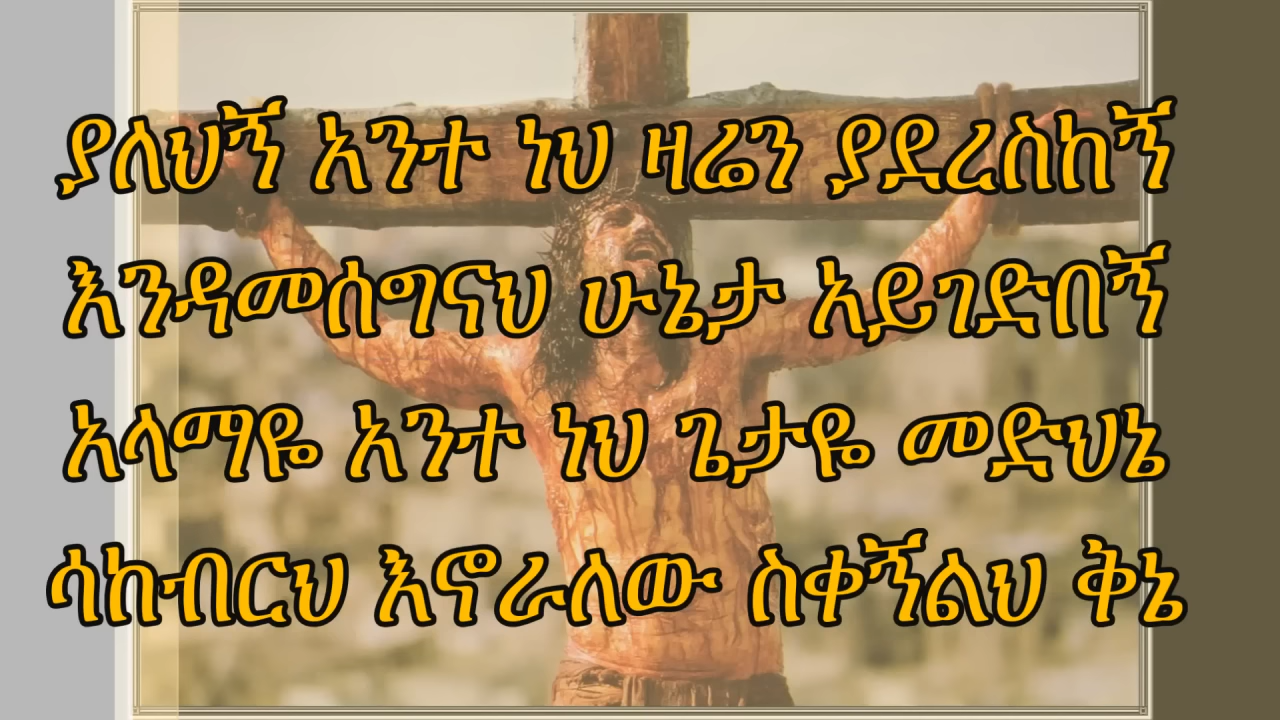 ያለህኝ አንተ ነህ ዛሬን ያደረስከኝ
እንዳመሰግናህ ሁኔታ አይገድበኝ
አላማዬ አንተ ነህ ጌታዬ መድህኔ
ሳከብርህ እኖራለው ስቀኝልህ ቅኔ